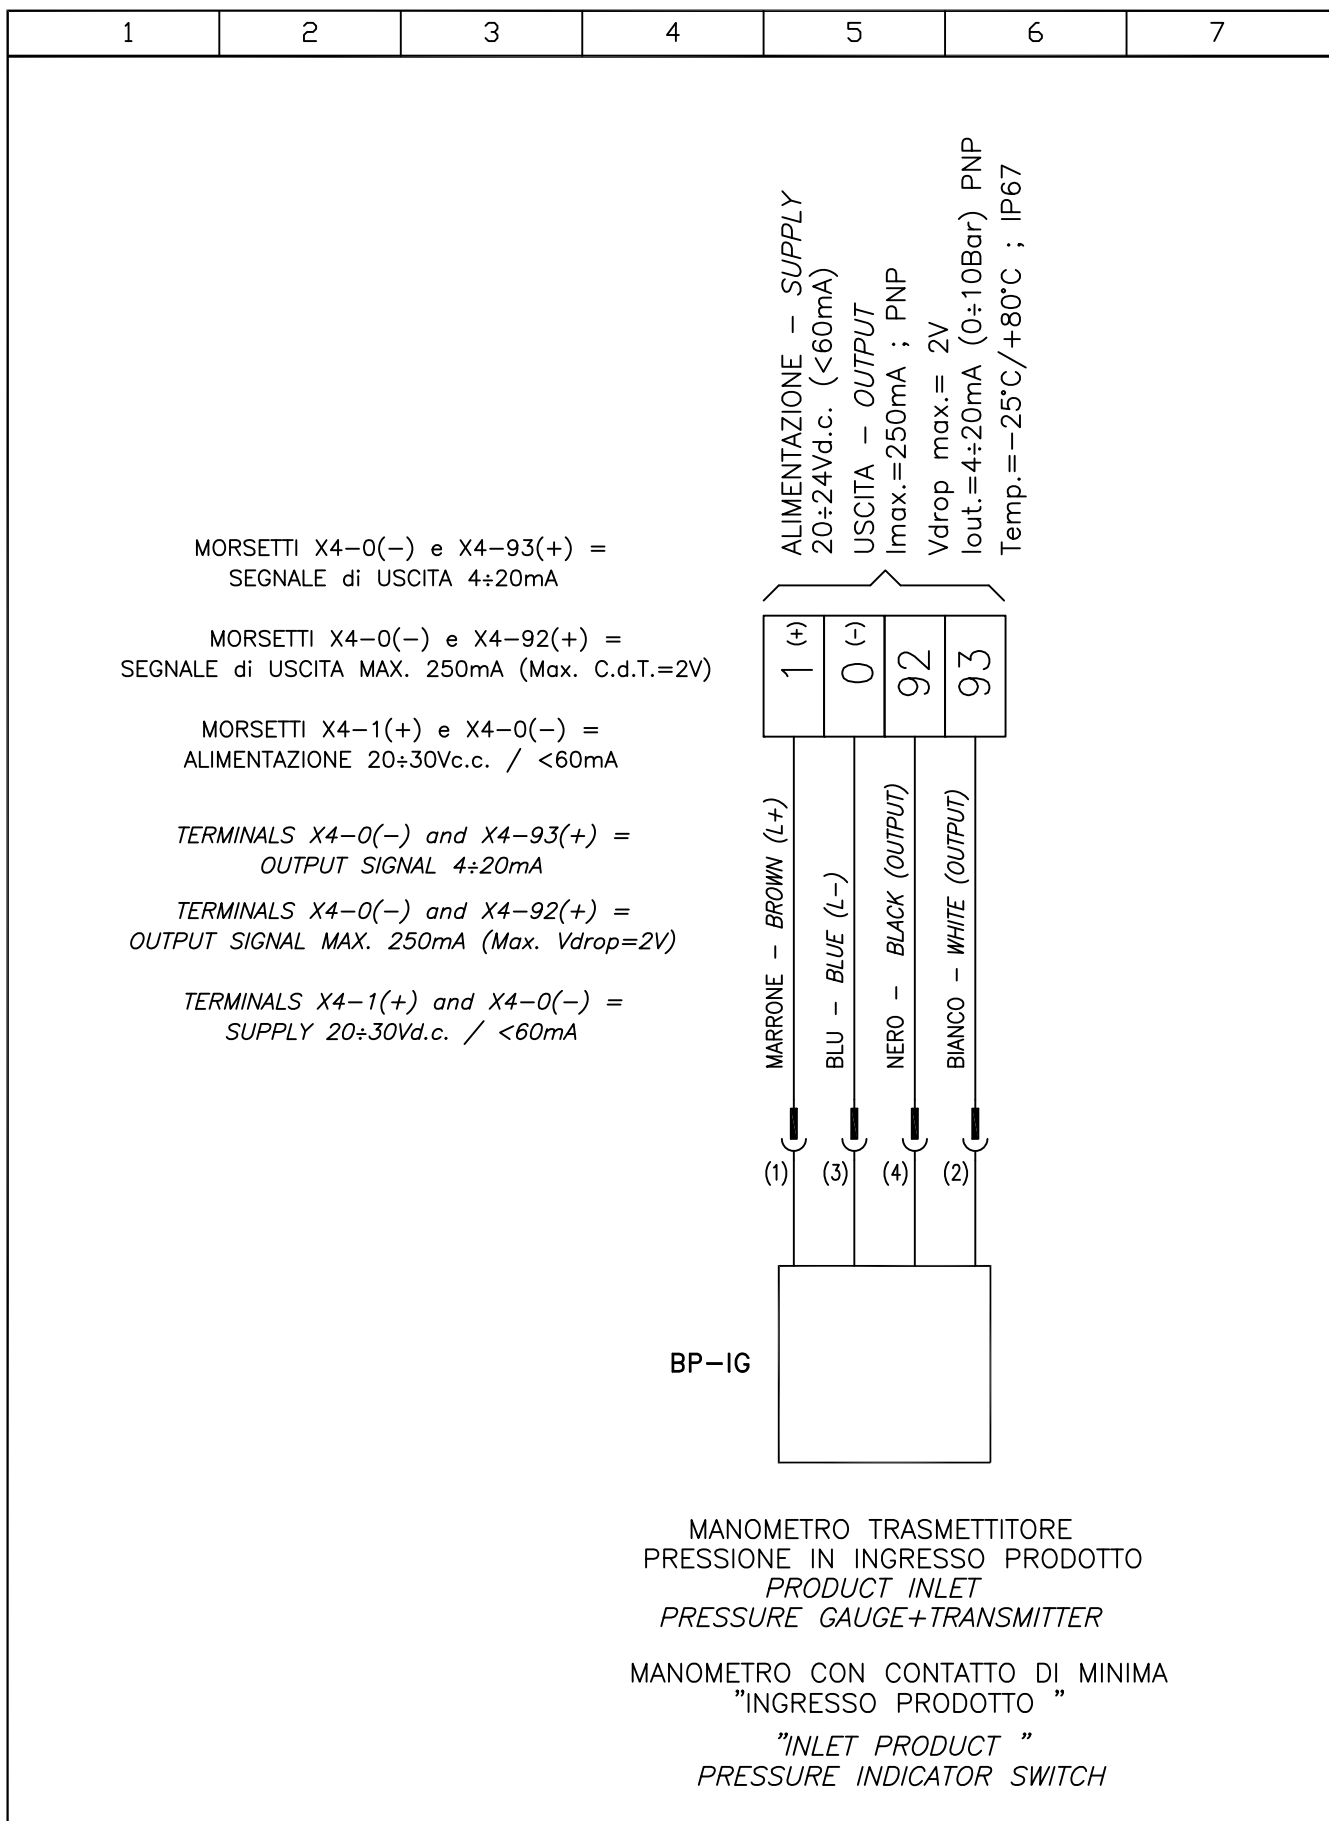 1 2 3 4 5 6 7
ALIMENTAZIONE – SUPPLY
20÷24Vd.c. (<60mA)
USCITA – OUTPUT
Imax.=250mA ; PNP
Vdrop max.= 2V
Iout.=4÷20mA (0÷10Bar) PNP
Temp.=–25°C/+80°C ; IP67
MORSETTI X4–0(–) e X4–93(+) =
SEGNALE di USCITA 4÷20mA
MORSETTI X4–0(–) e X4–92(+) =
SEGNALE di USCITA MAX. 250mA (Max. C.d.T.=2V)
MORSETTI X4–1(+) e X4–0(–) =
ALIMENTAZIONE 20÷30Vc.c. / <60mA
TERMINALS X4–0(–) and X4–93(+) =
OUTPUT SIGNAL 4÷20mA
TERMINALS X4–0(–) and X4–92(+) =
OUTPUT SIGNAL MAX. 250mA (Max. Vdrop=2V)
TERMINALS X4–1(+) and X4–0(–) =
SUPPLY 20÷30Vd.c. / <60mA
1 (+)
0 (–)
92
93
MARRONE – BROWN (L+)
BLU – BLUE (L–)
NERO – BLACK (OUTPUT)
BIANCO – WHITE (OUTPUT)
(1) (3) (4) (2)
BP–IG
MANOMETRO TRASMETTITORE
PRESSIONE IN INGRESSO PRODOTTO
PRODUCT INLET
PRESSURE GAUGE+TRANSMITTER
MANOMETRO CON CONTATTO DI MINIMA
"INGRESSO PRODOTTO "
"INLET PRODUCT "
PRESSURE INDICATOR SWITCH